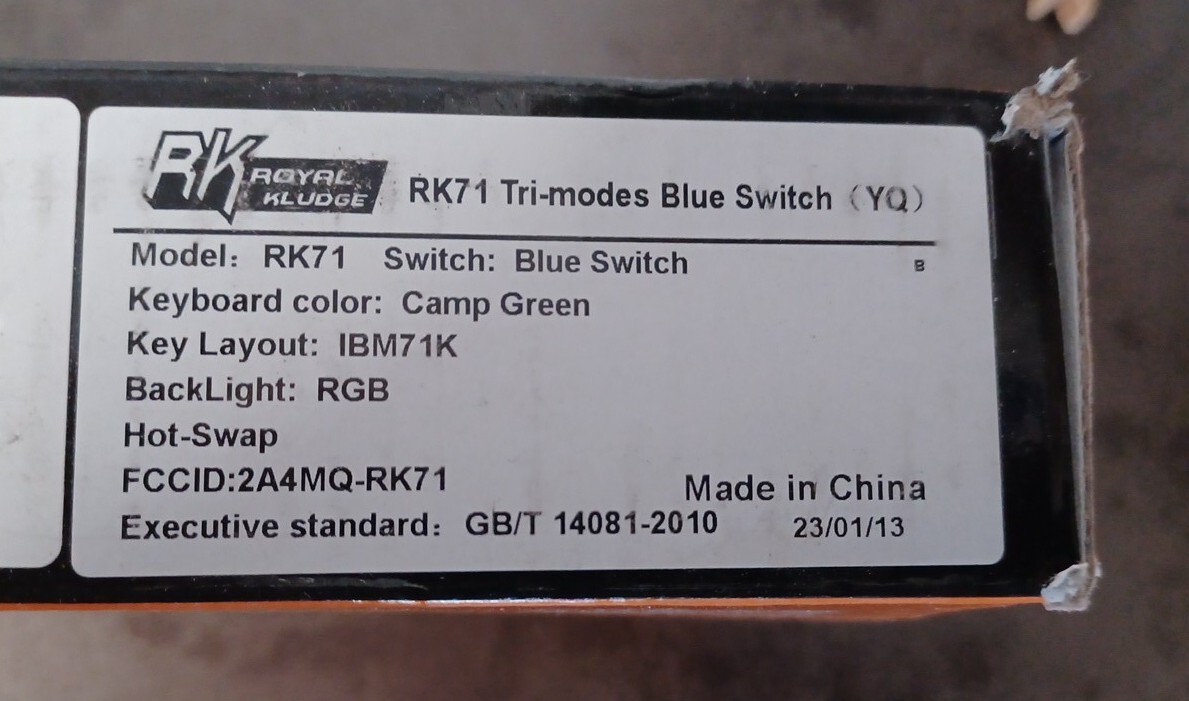 RK ROYAL KLUDGE
RK71 Tri-modes Blue Switch（YQ）
Model：RK71 Switch: Blue Switch
B
Keyboard color: Camp Green
Key Layout: IBM71K
BackLight: RGB
Hot-Swap
FCCID:2A4MQ-RK71
Made in China
Executive standard：GB/T 14081-2010
23/01/13